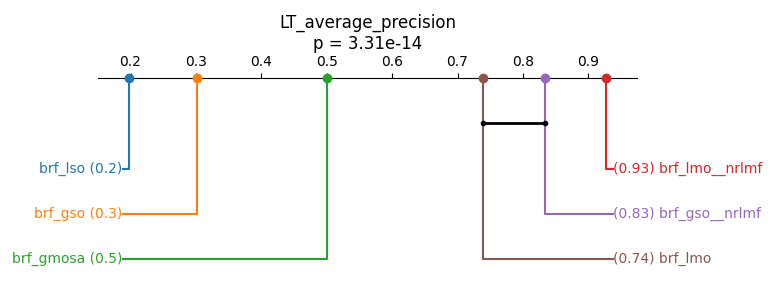 LT_average_precision
p = 3.31e-14
0.2 0.3 0.4 0.5 0.6 0.7 0.8 0.9
brf_lso (0.2) (0.93) brf_lmo__nrlmf
brf_gso (0.3) (0.83) brf_gso__nrlmf
brf_gmosa (0.5) (0.74) brf_lmo